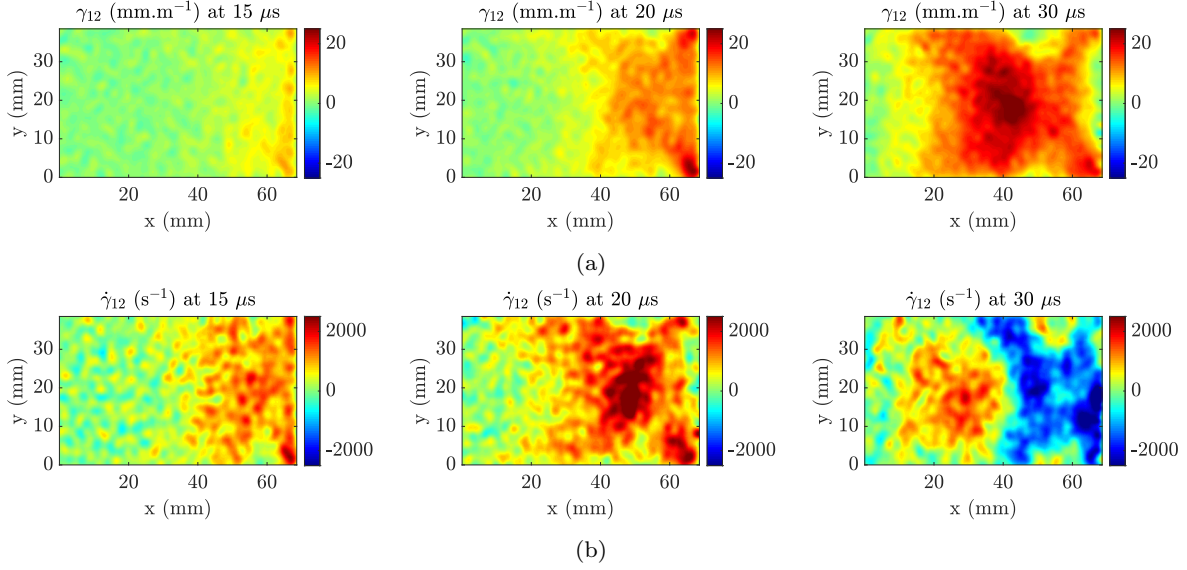 γ̇₁₂ (mm.m⁻¹) at 15 μs γ₁₂ (mm.m⁻¹) at 20 μs γ₁₂ (mm.m⁻¹) at 30 μs
30 20 30 20 30 20
y (mm) 20 0 y (mm) 20 0 y (mm) 20 0
10 -20 10 -20 10 -20
0 0 0
20 40 60 20 40 60 20 40 60
x (mm) x (mm) x (mm)
(a)
γ̇₁₂ (s⁻¹) at 15 μs γ̇₁₂ (s⁻¹) at 20 μs γ̇₁₂ (s⁻¹) at 30 μs
30 2000 30 2000 30 2000
y (mm) 20 0 y (mm) 20 0 y (mm) 20 0
10 -2000 10 -2000 10 -2000
0 0 0
20 40 60 20 40 60 20 40 60
x (mm) x (mm) x (mm)
(b)